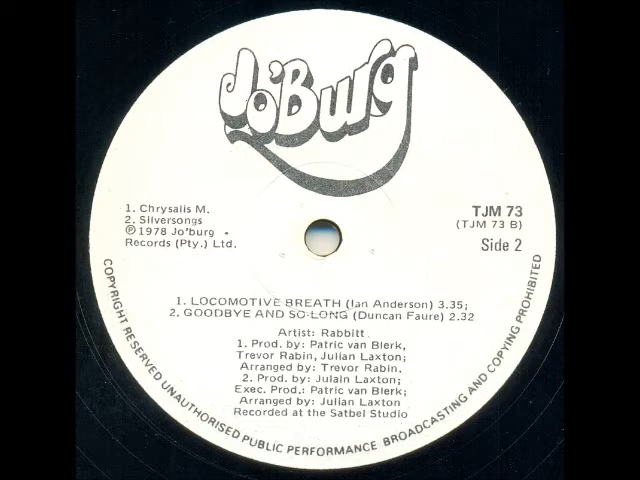 Jo'Burg
1. Chrysalis M.
2. Silversongs
℗ 1978 Jo'burg
Records (Pty.) Ltd.
TJM 73
(TJM 73 B)
Side 2
1. LOCOMOTIVE BREATH (Ian Anderson) 3.35;
2. GOODBYE AND SO-LONG (Duncan Faure) 2.32
Artist: Rabbitt
1. Prod. by: Patric van Blerk,
Trevor Rabin, Julian Laxton;
Arranged by: Trevor Rabin.
2. Prod. by: Julain Laxton;
Exec. Prod.: Patric van Blerk;
Arranged by: Julian Laxton
Recorded at the Satbel Studio
COPYRIGHT RESERVED UNAUTHORISED PUBLIC PERFORMANCE BROADCASTING AND COPYING PROHIBITED